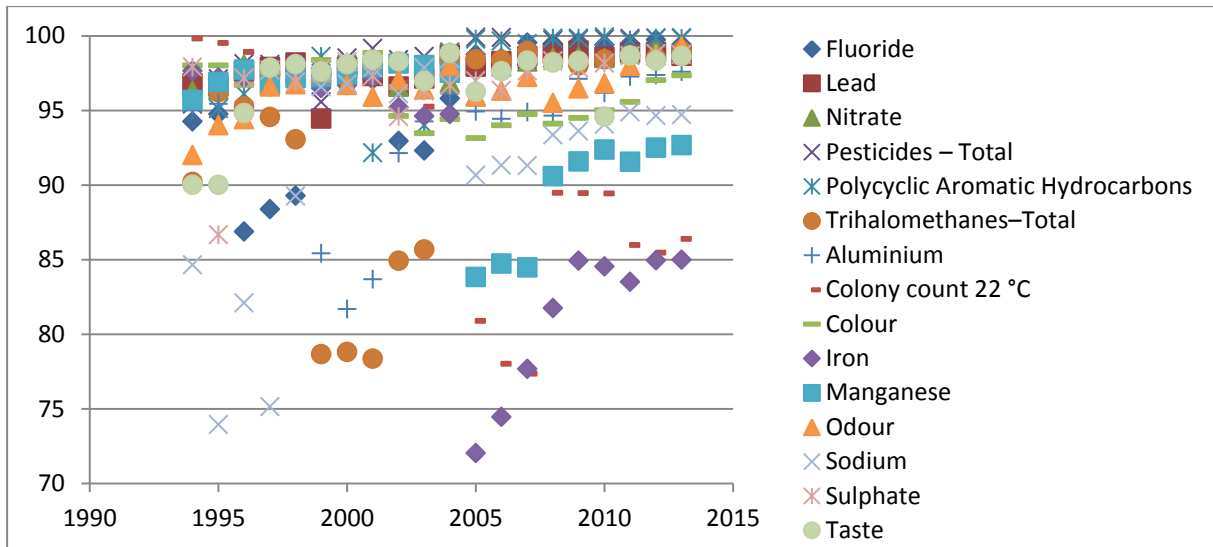 100
95
90
85
80
75
70
1990
1995
2000
2005
2010
2015
Fluoride
Lead
Nitrate
Pesticides – Total
Polycyclic Aromatic Hydrocarbons
Trihalomethanes–Total
Aluminium
Colony count 22 °C
Colour
Iron
Manganese
Odour
Sodium
Sulphate
Taste